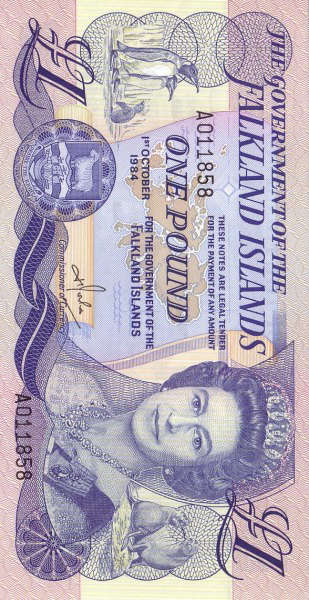 THE GOVERNMENT OF THE
FALKLAND ISLANDS
£1
A011858
THESE NOTES ARE LEGAL TENDER
FOR THE PAYMENT OF ANY AMOUNT
ONE POUND
1ST OCTOBER
1984
FOR THE GOVERNMENT OF THE
FALKLAND ISLANDS
Commissioner of Currency
A011858
£1